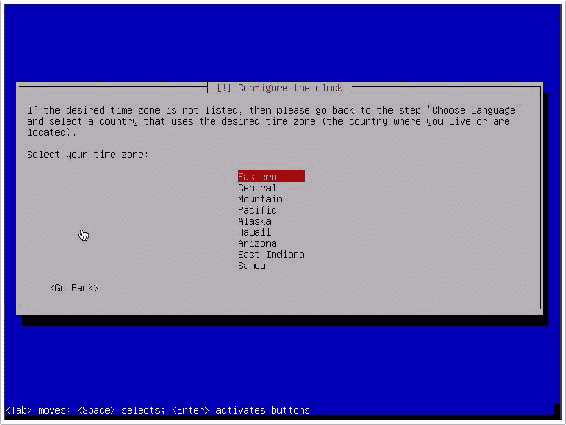 [!] Configure the clock
If the desired time zone is not listed, then please go back to the step "Choose language"
and select a country that uses the desired time zone (the country where you live or are
located).
Select your time zone:
Eastern
Central
Mountain
Pacific
Alaska
Hawaii
Arizona
East Indiana
Samoa
<Go Back>
<Tab> moves; <Space> selects; <Enter> activates buttons